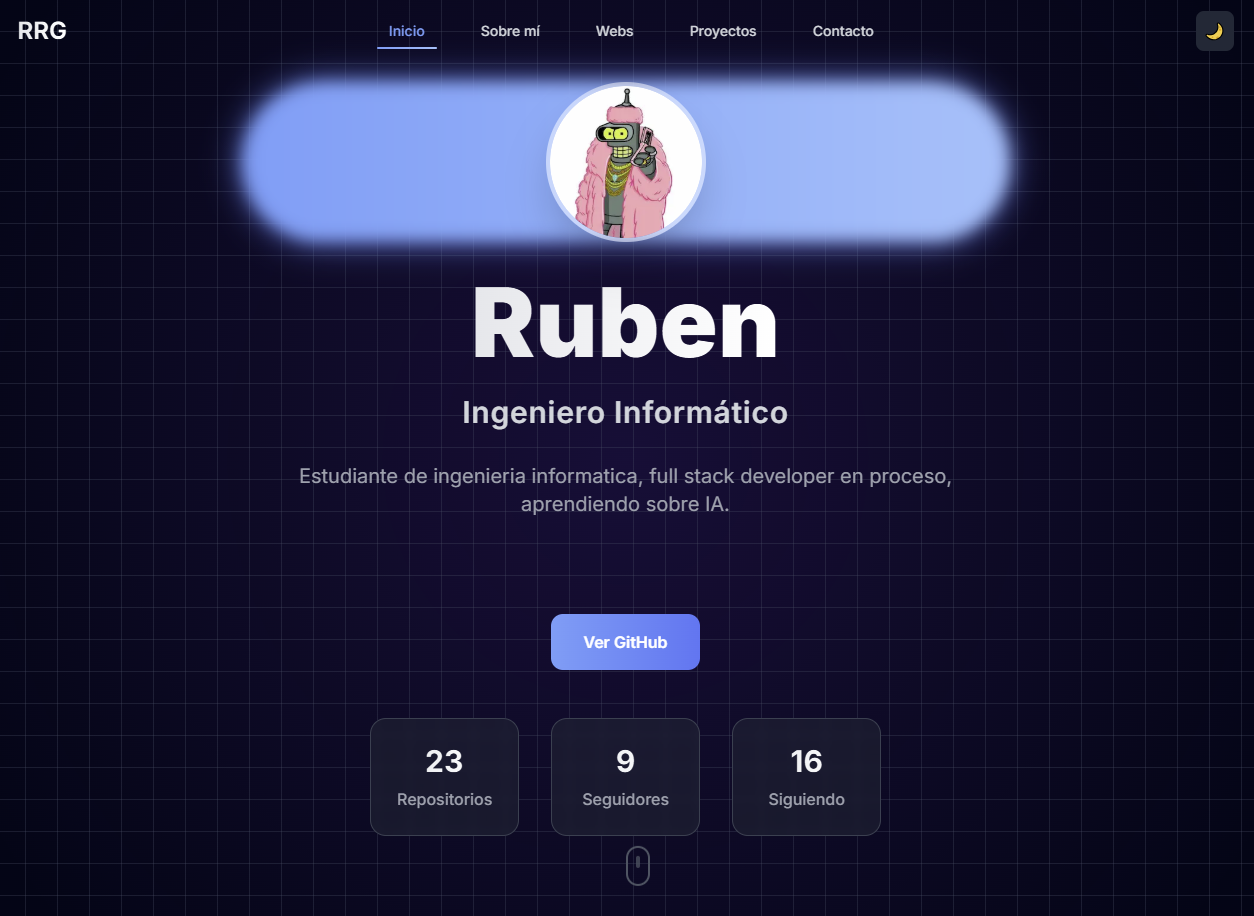 RRG
Inicio
Sobre mí
Webs
Proyectos
Contacto
Ruben
Ingeniero Informático
Estudiante de ingenieria informatica, full stack developer en proceso,
aprendiendo sobre IA.
Ver GitHub
23
Repositorios
9
Seguidores
16
Siguiendo